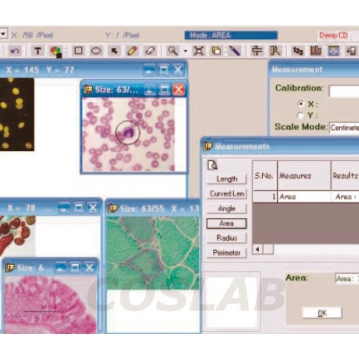 X: /50 /Pixel
Y: / /Pixel
Mode: AREA
Demo CD
X = 145 Y = 77
Size: 63/...
Measurement
Calibration:
X :
Y :
Scale Mode: Centimete
Measurements
Length
Curved Len
Angle
Area
Radius
Perimeter
S.No. Measures Results
1 Area Area :
X = 78
Size: 63/55 X = 13
Size: 6...
Area: Area :
OK
COSLAB